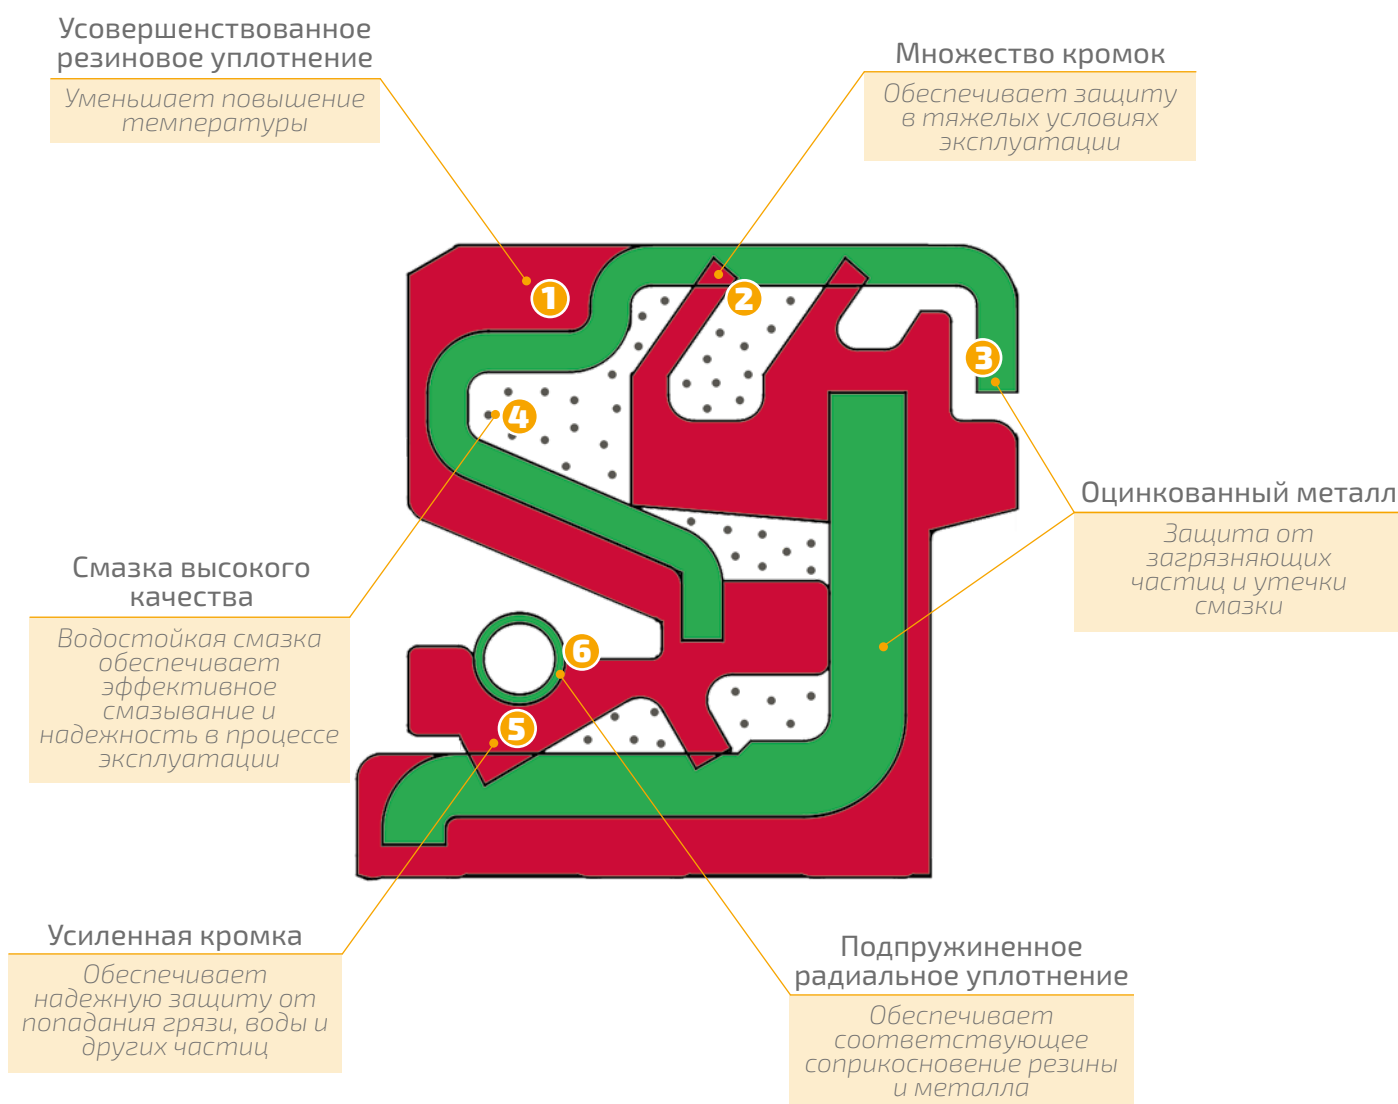 Усовершенствованное
резиновое уплотнение
Уменьшает повышение
температуры
Множество кромок
Обеспечивает защиту
в тяжелых условиях
эксплуатации
1
2
3
4
Оцинкованный металл
Защита от
загрязняющих
частиц и утечки
смазки
Смазка высокого
качества
Водостойкая смазка
обеспечивает
эффективное
смазывание и
надежность в процессе
эксплуатации
6
5
Усиленная кромка
Обеспечивает
надежную защиту от
попадания грязи, воды и
других частиц
Подпружиненное
радиальное уплотнение
Обеспечивает
соответствующее
соприкосновение резины
и металла